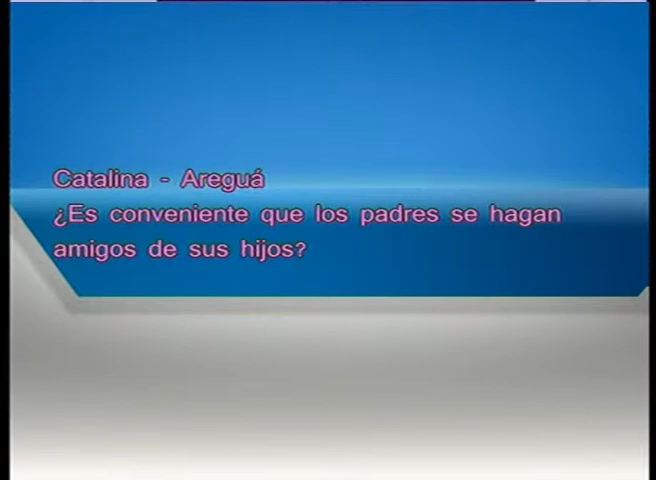 Catalina - Areguá
¿Es conveniente que los padres se hagan
amigos de sus hijos?